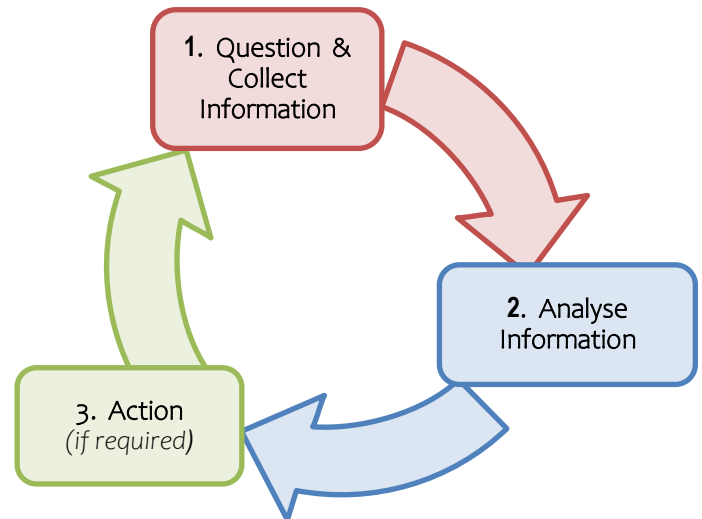 1. Question &
Collect
Information
2. Analyse
Information
3. Action
(if required)